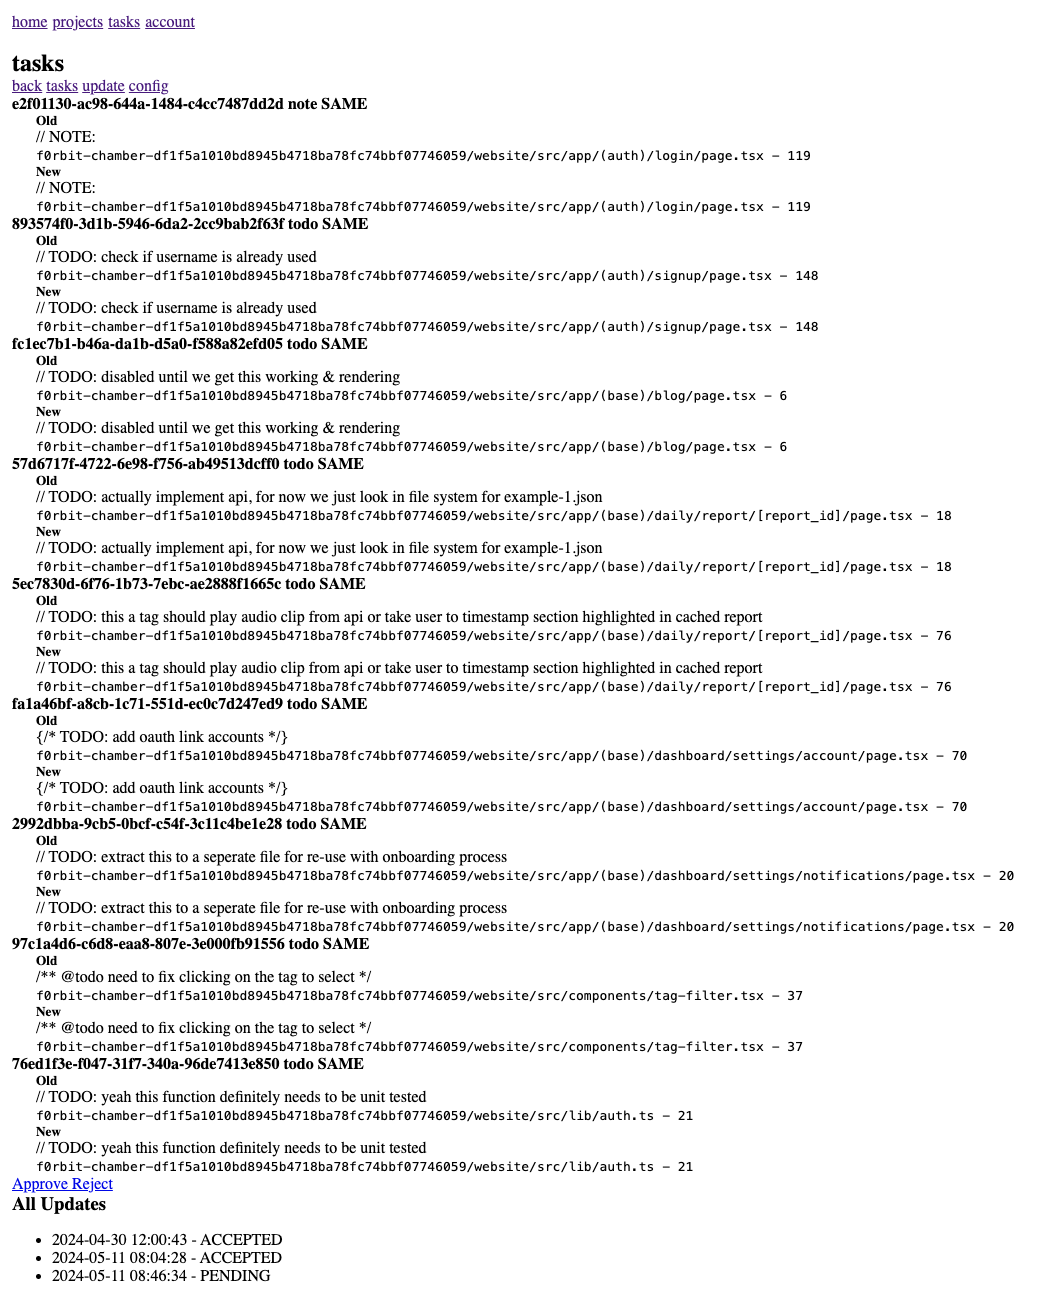 home projects tasks account
tasks
back tasks update config
e2f01130-ac98-644a-1484-c4cc7487dd2d note SAME
Old
// NOTE:
f0rbit-chamber-df1f5a1010bd8945b4718ba78fc74bbf07746059/website/src/app/(auth)/login/page.tsx - 119
New
// NOTE:
f0rbit-chamber-df1f5a1010bd8945b4718ba78fc74bbf07746059/website/src/app/(auth)/login/page.tsx - 119
893574f0-3d1b-5946-6da2-2cc9bab2f63f todo SAME
Old
// TODO: check if username is already used
f0rbit-chamber-df1f5a1010bd8945b4718ba78fc74bbf07746059/website/src/app/(auth)/signup/page.tsx - 148
New
// TODO: check if username is already used
f0rbit-chamber-df1f5a1010bd8945b4718ba78fc74bbf07746059/website/src/app/(auth)/signup/page.tsx - 148
fc1ec7b1-b46a-da1b-d5a0-f588a82efd05 todo SAME
Old
// TODO: disabled until we get this working & rendering
f0rbit-chamber-df1f5a1010bd8945b4718ba78fc74bbf07746059/website/src/app/(base)/blog/page.tsx - 6
New
// TODO: disabled until we get this working & rendering
f0rbit-chamber-df1f5a1010bd8945b4718ba78fc74bbf07746059/website/src/app/(base)/blog/page.tsx - 6
57d6717f-4722-6e98-f756-ab49513dcff0 todo SAME
Old
// TODO: actually implement api, for now we just look in file system for example-1.json
f0rbit-chamber-df1f5a1010bd8945b4718ba78fc74bbf07746059/website/src/app/(base)/daily/report/[report_id]/page.tsx - 18
New
// TODO: actually implement api, for now we just look in file system for example-1.json
f0rbit-chamber-df1f5a1010bd8945b4718ba78fc74bbf07746059/website/src/app/(base)/daily/report/[report_id]/page.tsx - 18
5ec7830d-6f76-1b73-7ebc-ae2888f1665c todo SAME
Old
// TODO: this a tag should play audio clip from api or take user to timestamp section highlighted in cached report
f0rbit-chamber-df1f5a1010bd8945b4718ba78fc74bbf07746059/website/src/app/(base)/daily/report/[report_id]/page.tsx - 76
New
// TODO: this a tag should play audio clip from api or take user to timestamp section highlighted in cached report
f0rbit-chamber-df1f5a1010bd8945b4718ba78fc74bbf07746059/website/src/app/(base)/daily/report/[report_id]/page.tsx - 76
fa1a46bf-a8cb-1c71-551d-ec0c7d247ed9 todo SAME
Old
{/* TODO: add oauth link accounts */}
f0rbit-chamber-df1f5a1010bd8945b4718ba78fc74bbf07746059/website/src/app/(base)/dashboard/settings/account/page.tsx - 70
New
{/* TODO: add oauth link accounts */}
f0rbit-chamber-df1f5a1010bd8945b4718ba78fc74bbf07746059/website/src/app/(base)/dashboard/settings/account/page.tsx - 70
2992dbba-9cb5-0bcf-c54f-3c11c4be1e28 todo SAME
Old
// TODO: extract this to a seperate file for re-use with onboarding process
f0rbit-chamber-df1f5a1010bd8945b4718ba78fc74bbf07746059/website/src/app/(base)/dashboard/settings/notifications/page.tsx - 20
New
// TODO: extract this to a seperate file for re-use with onboarding process
f0rbit-chamber-df1f5a1010bd8945b4718ba78fc74bbf07746059/website/src/app/(base)/dashboard/settings/notifications/page.tsx - 20
97c1a4d6-c6d8-eaa8-807e-3e000fb91556 todo SAME
Old
/** @todo need to fix clicking on the tag to select */
f0rbit-chamber-df1f5a1010bd8945b4718ba78fc74bbf07746059/website/src/components/tag-filter.tsx - 37
New
/** @todo need to fix clicking on the tag to select */
f0rbit-chamber-df1f5a1010bd8945b4718ba78fc74bbf07746059/website/src/components/tag-filter.tsx - 37
76ed1f3e-f047-31f7-340a-96de7413e850 todo SAME
Old
// TODO: yeah this function definitely needs to be unit tested
f0rbit-chamber-df1f5a1010bd8945b4718ba78fc74bbf07746059/website/src/lib/auth.ts - 21
New
// TODO: yeah this function definitely needs to be unit tested
f0rbit-chamber-df1f5a1010bd8945b4718ba78fc74bbf07746059/website/src/lib/auth.ts - 21
Approve Reject
All Updates
• 2024-04-30 12:00:43 - ACCEPTED
• 2024-05-11 08:04:28 - ACCEPTED
• 2024-05-11 08:46:34 - PENDING